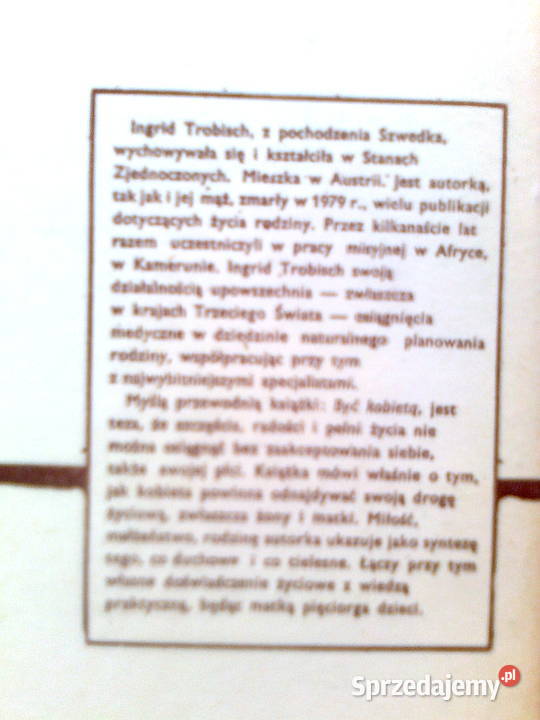 Ingrid Trobisch, z pochodzenia Szwedka,
wychowywała się i kształciła w Stanach
Zjednoczonych. Mieszka w Austrii. Jest autorką,
tak jak i jej mąż, zmarły w 1979 r., wielu publikacji
dotyczących życia rodziny. Przez kilkanaście lat
razem uczestniczyli w pracy misyjnej w Afryce,
w Kamerunie. Ingrid Trobisch swoją
działalnością upowszechnia — zwłaszcza
w krajach Trzeciego Świata — osiągnięcia
medyczne w dziedzinie naturalnego planowania
rodziny, współpracując przy tym
z najwybitniejszymi specjalistami.
Myślą przewodnią książki: Być kobietą, jest
teza, że szczęścia, radości i pełni życia nie
można osiągnąć bez zaakceptowania siebie,
także swojej płci. Książka mówi właśnie o tym,
jak kobieta powinna odnajdywać swoją drogę
życiową, zwłaszcza żony i matki. Miłość,
małżeństwo, rodzinę autorka ukazuje jako syntezę
tego, co duchowe i co cielesne. Łączy przy tym
własne doświadczenie życiowe z wiedzą
praktyczną, będąc matką pięciorga dzieci.
Sprzedajemy.pl